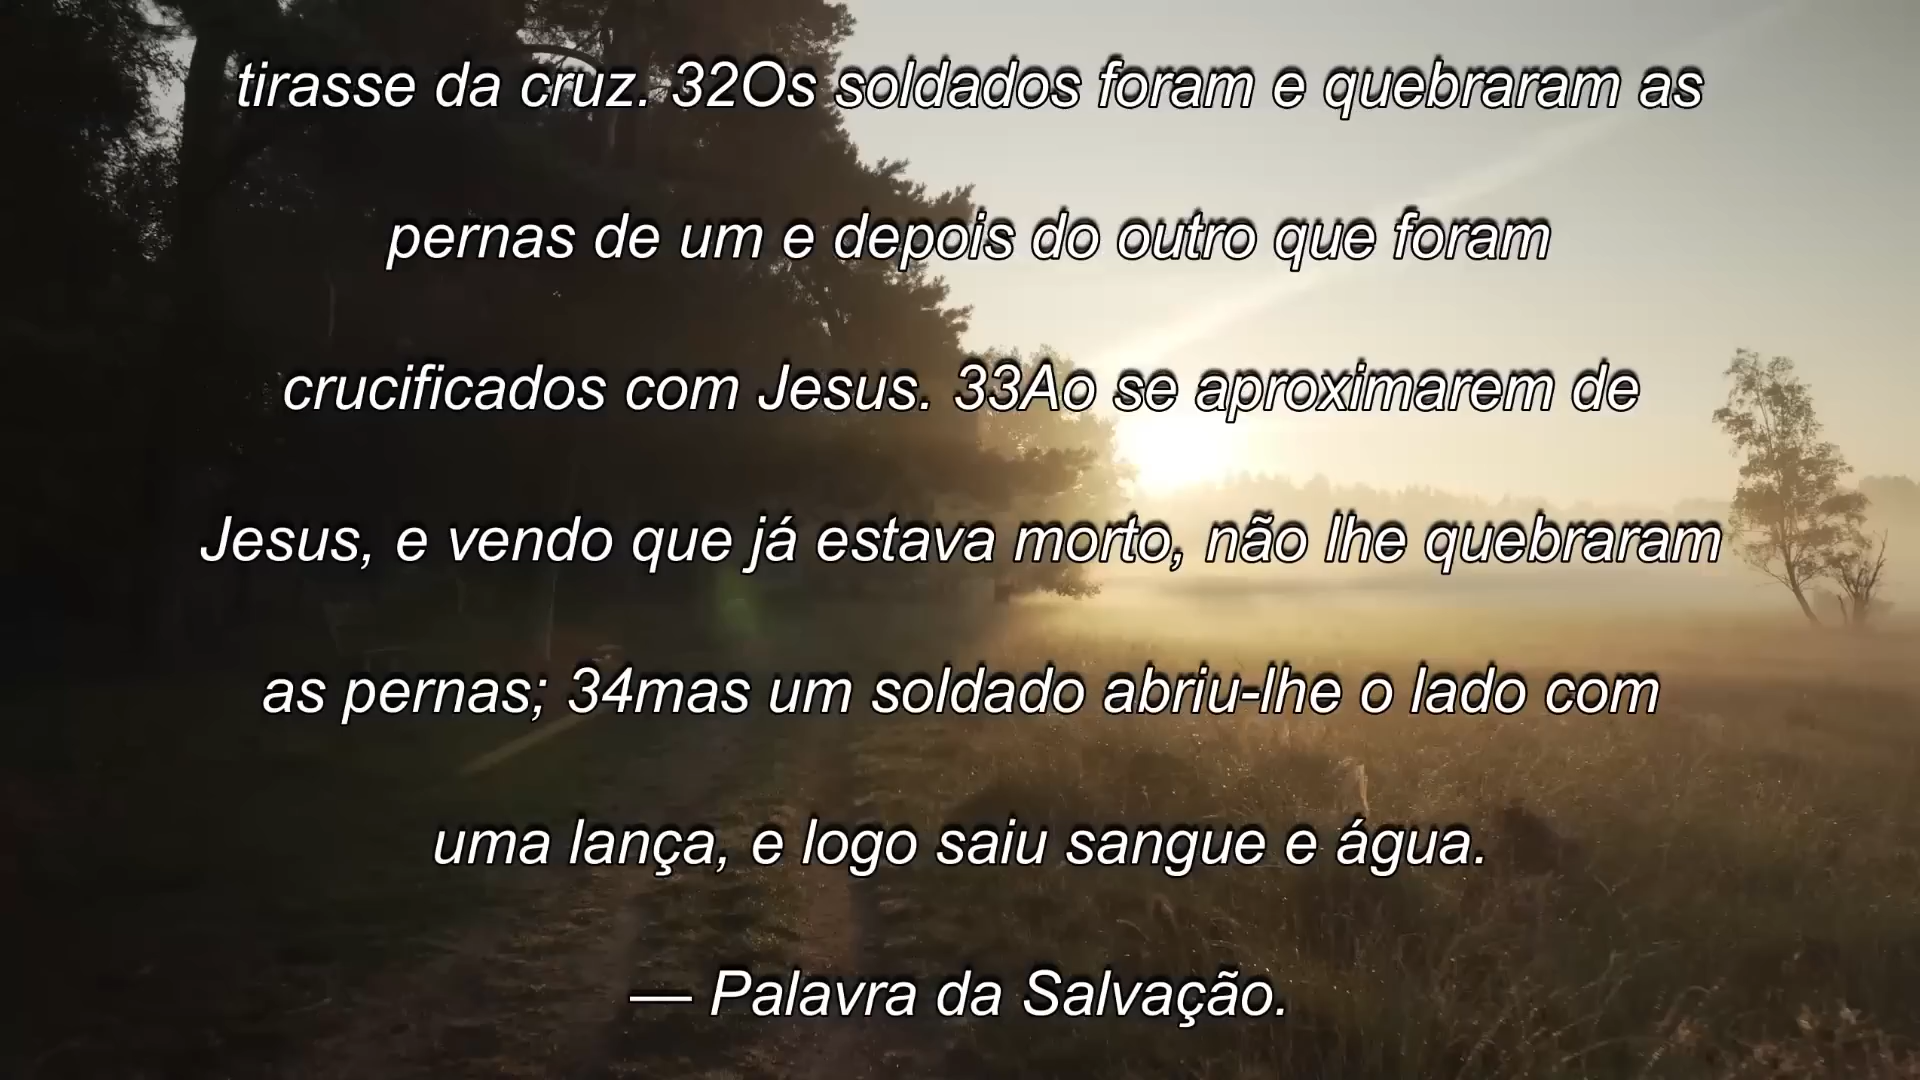 tirasse da cruz. 32Os soldados foram e quebraram as
pernas de um e depois do outro que foram
crucificados com Jesus. 33Ao se aproximarem de
Jesus, e vendo que já estava morto, não lhe quebraram
as pernas; 34mas um soldado abriu-lhe o lado com
uma lança, e logo saiu sangue e água.
— Palavra da Salvação.